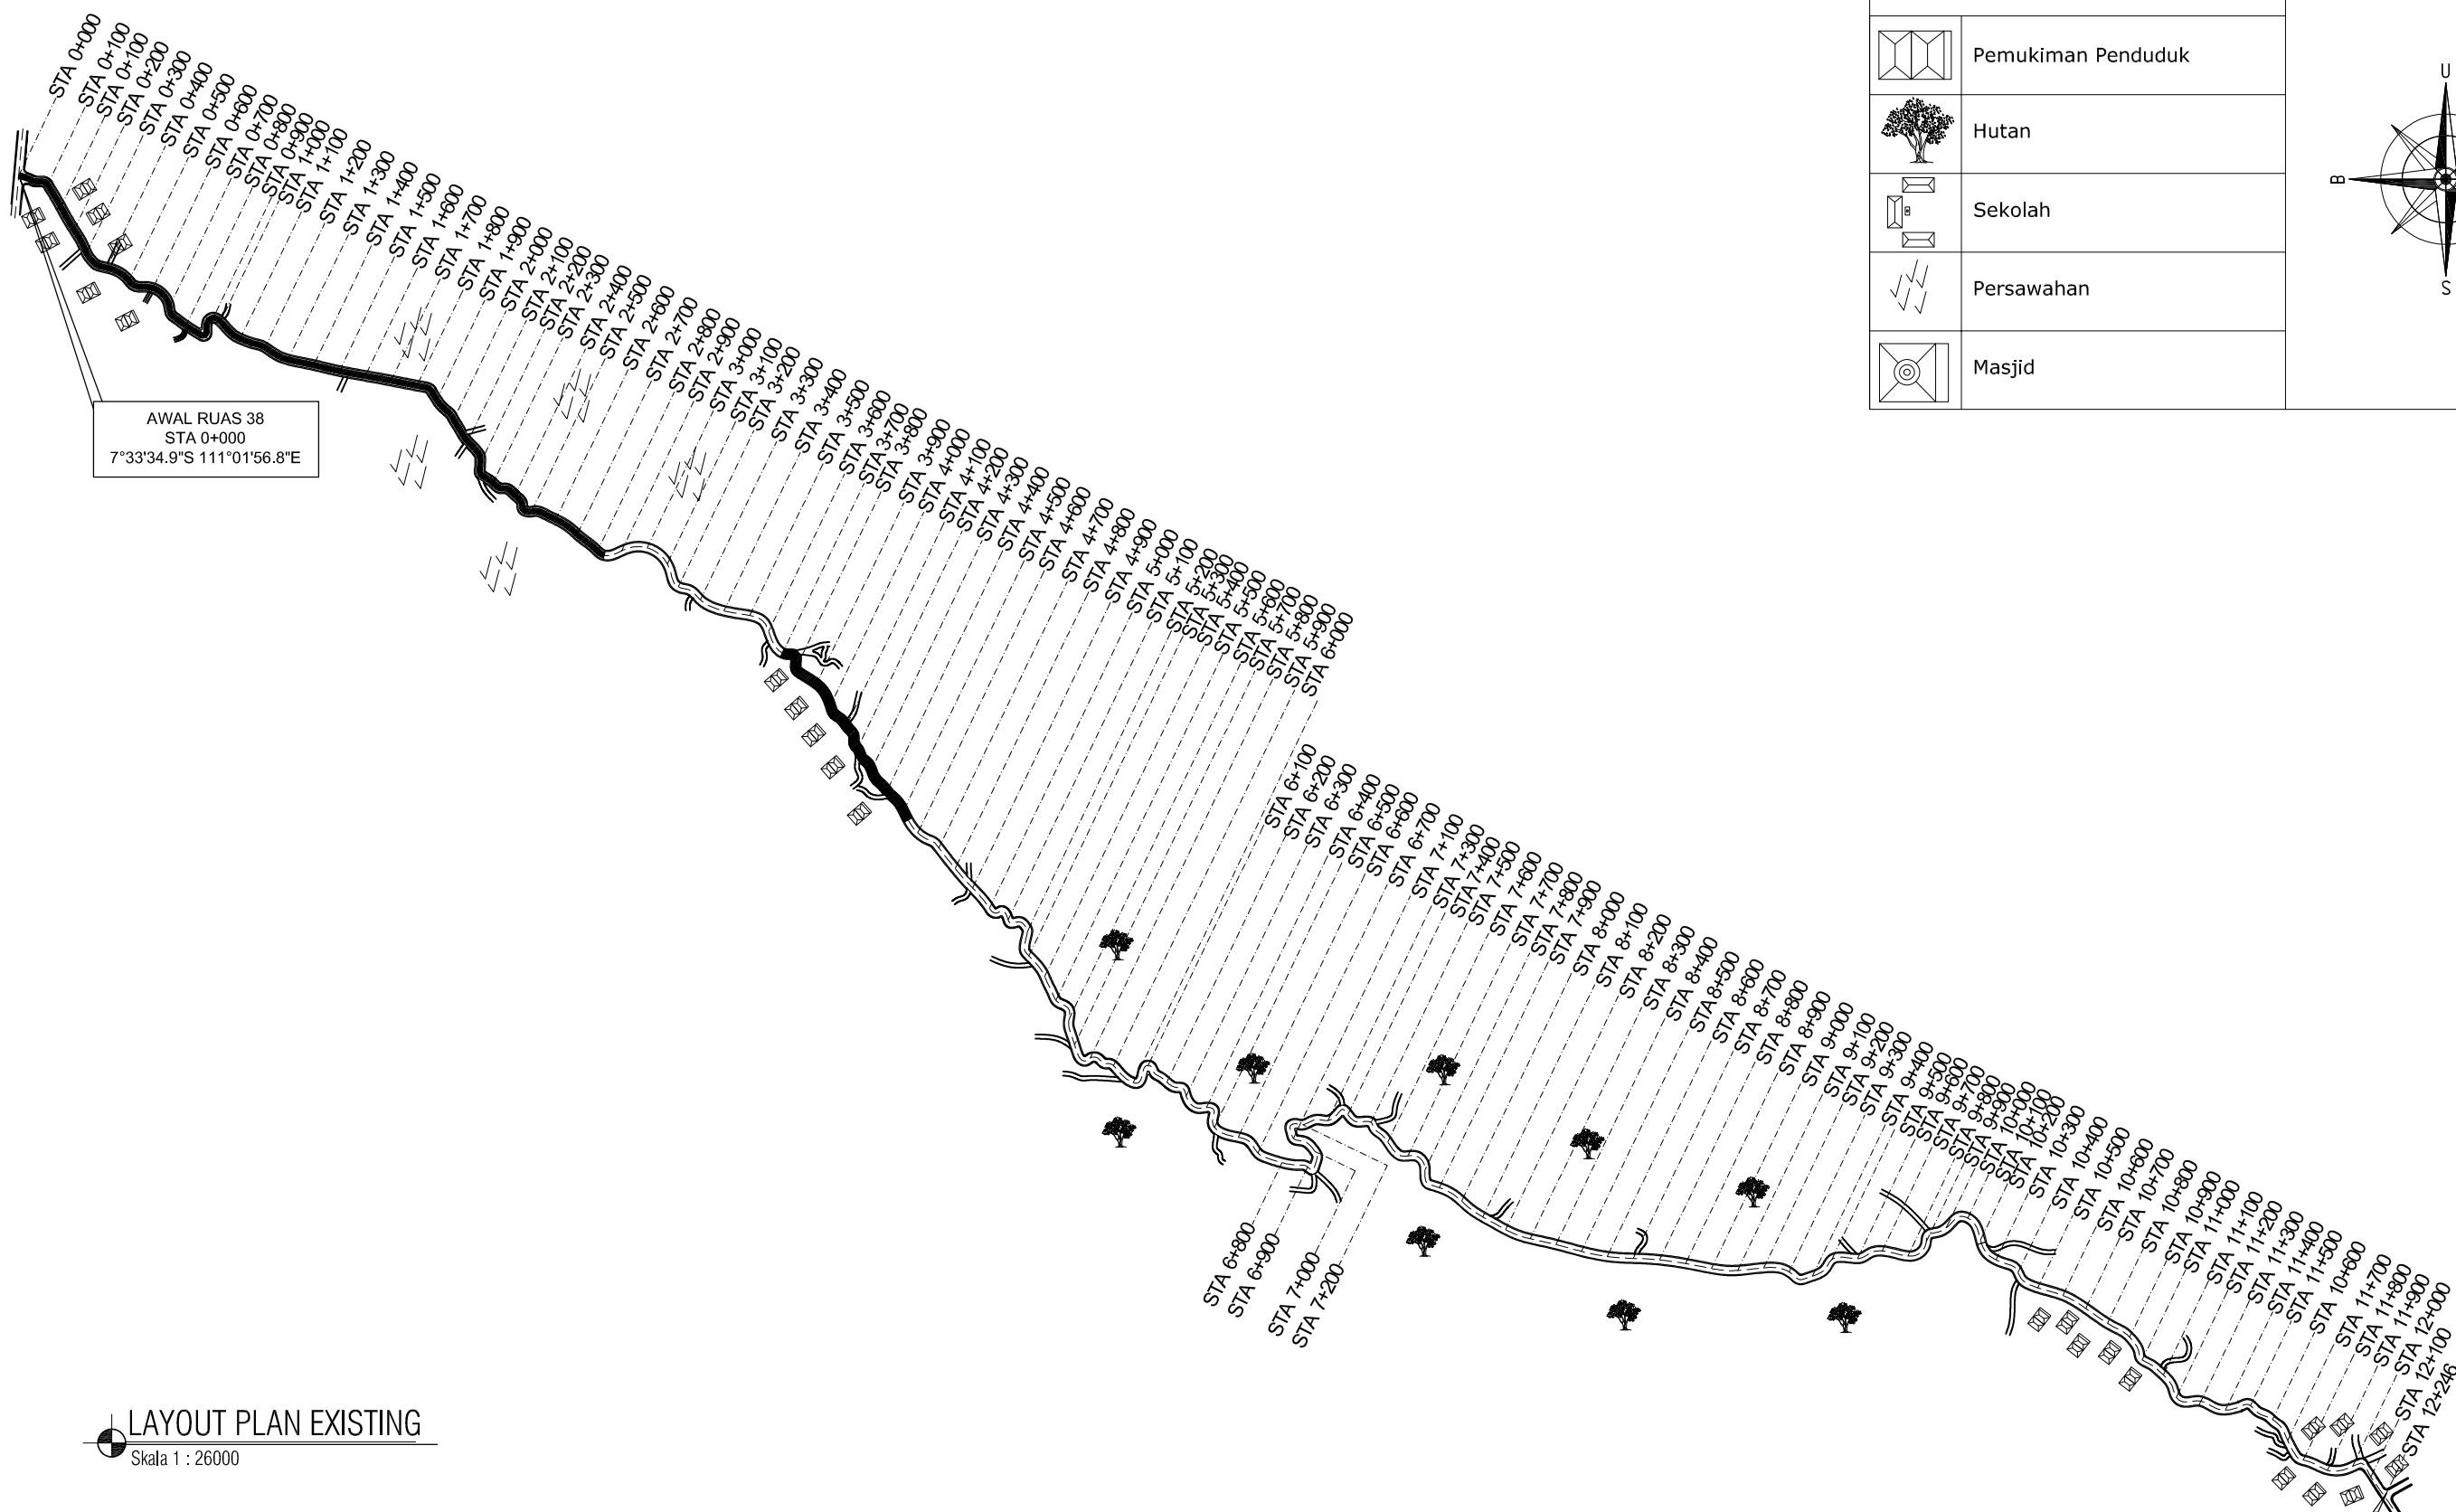 STA 0+000
STA 0+100
STA 0+100
STA 0+200
STA 0+300
STA 0+400
STA 0+500
STA 0+600
STA 0+700
STA 0+800
STA 0+900
STA 1+000
STA 1+100
STA 1+200
STA 1+300
STA 1+400
STA 1+500
STA 1+600
STA 1+700
STA 1+800
STA 1+900
STA 2+000
STA 2+100
STA 2+200
STA 2+300
STA 2+400
STA 2+500
STA 2+600
STA 2+700
STA 2+800
STA 2+900
STA 3+000
STA 3+100
STA 3+200
STA 3+300
STA 3+400
STA 3+500
STA 3+600
STA 3+700
STA 3+800
STA 3+900
STA 4+000
STA 4+100
STA 4+200
STA 4+300
STA 4+400
STA 4+500
STA 4+600
STA 4+700
STA 4+800
STA 4+900
STA 5+000
STA 5+100
STA 5+200
STA 5+300
STA 5+400
STA 5+500
STA 5+600
STA 5+700
STA 5+800
STA 5+900
STA 6+000
STA 6+100
STA 6+200
STA 6+300
STA 6+400
STA 6+500
STA 6+600
STA 6+700
STA 7+100
STA 7+300
STA 7+400
STA 7+500
STA 7+600
STA 7+700
STA 7+800
STA 7+900
STA 8+000
STA 8+100
STA 8+200
STA 8+300
STA 8+400
STA 8+500
STA 8+600
STA 8+700
STA 8+800
STA 8+900
STA 9+000
STA 9+100
STA 9+200
STA 9+300
STA 9+400
STA 9+500
STA 9+600
STA 9+700
STA 9+800
STA 9+900
STA 10+000
STA 10+100
STA 10+200
STA 10+300
STA 10+400
STA 10+500
STA 10+600
STA 10+700
STA 10+800
STA 10+900
STA 11+000
STA 11+100
STA 11+200
STA 11+300
STA 11+400
STA 11+500
STA 10+600
STA 11+700
STA 11+800
STA 11+900
STA 12+000
STA 12+100
STA 12+246
STA 6+800
STA 6+900
STA 7+000
STA 7+200
AWAL RUAS 38
STA 0+000
7°33'34.9"S 111°01'56.8"E
Pemukiman Penduduk
Hutan
Sekolah
Persawahan
Masjid
U
B
S
LAYOUT PLAN EXISTING
Skala 1 : 26000